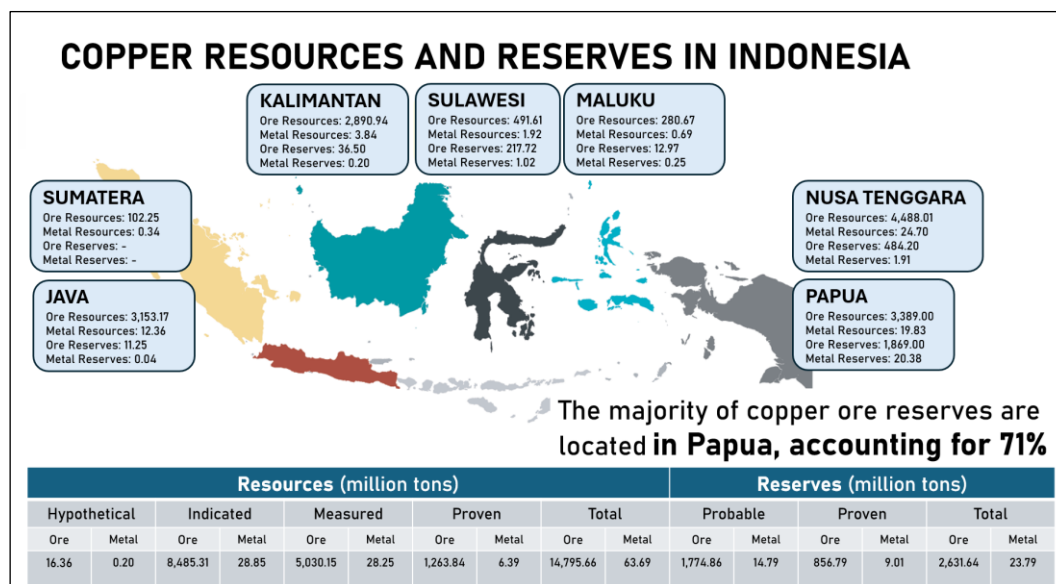 COPPER RESOURCES AND RESERVES IN INDONESIA
KALIMANTAN
Ore Resources: 2,890.94
Metal Resources: 3.84
Ore Reserves: 36.50
Metal Reserves: 0.20
SULAWESI
Ore Resources: 491.61
Metal Resources: 1.92
Ore Reserves: 217.72
Metal Reserves: 1.02
MALUKU
Ore Resources: 280.67
Metal Resources: 0.69
Ore Reserves: 12.97
Metal Reserves: 0.25
SUMATERA
Ore Resources: 102.25
Metal Resources: 0.34
Ore Reserves: -
Metal Reserves: -
NUSA TENGGARA
Ore Resources: 4,488.01
Metal Resources: 24.70
Ore Reserves: 484.20
Metal Reserves: 1.91
JAVA
Ore Resources: 3,153.17
Metal Resources: 12.36
Ore Reserves: 11.25
Metal Reserves: 0.04
PAPUA
Ore Resources: 3,389.00
Metal Resources: 19.83
Ore Reserves: 1,869.00
Metal Reserves: 20.38
The majority of copper ore reserves are
located in Papua, accounting for 71%
Resources (million tons) Reserves (million tons)
Hypothetical Indicated Measured Proven Total Probable Proven Total
Ore Metal Ore Metal Ore Metal Ore Metal Ore Metal Ore Metal Ore Metal Ore Metal
16.36 0.20 8,485.31 28.85 5,030.15 28.25 1,263.84 6.39 14,795.66 63.69 1,774.86 14.79 856.79 9.01 2,631.64 23.79